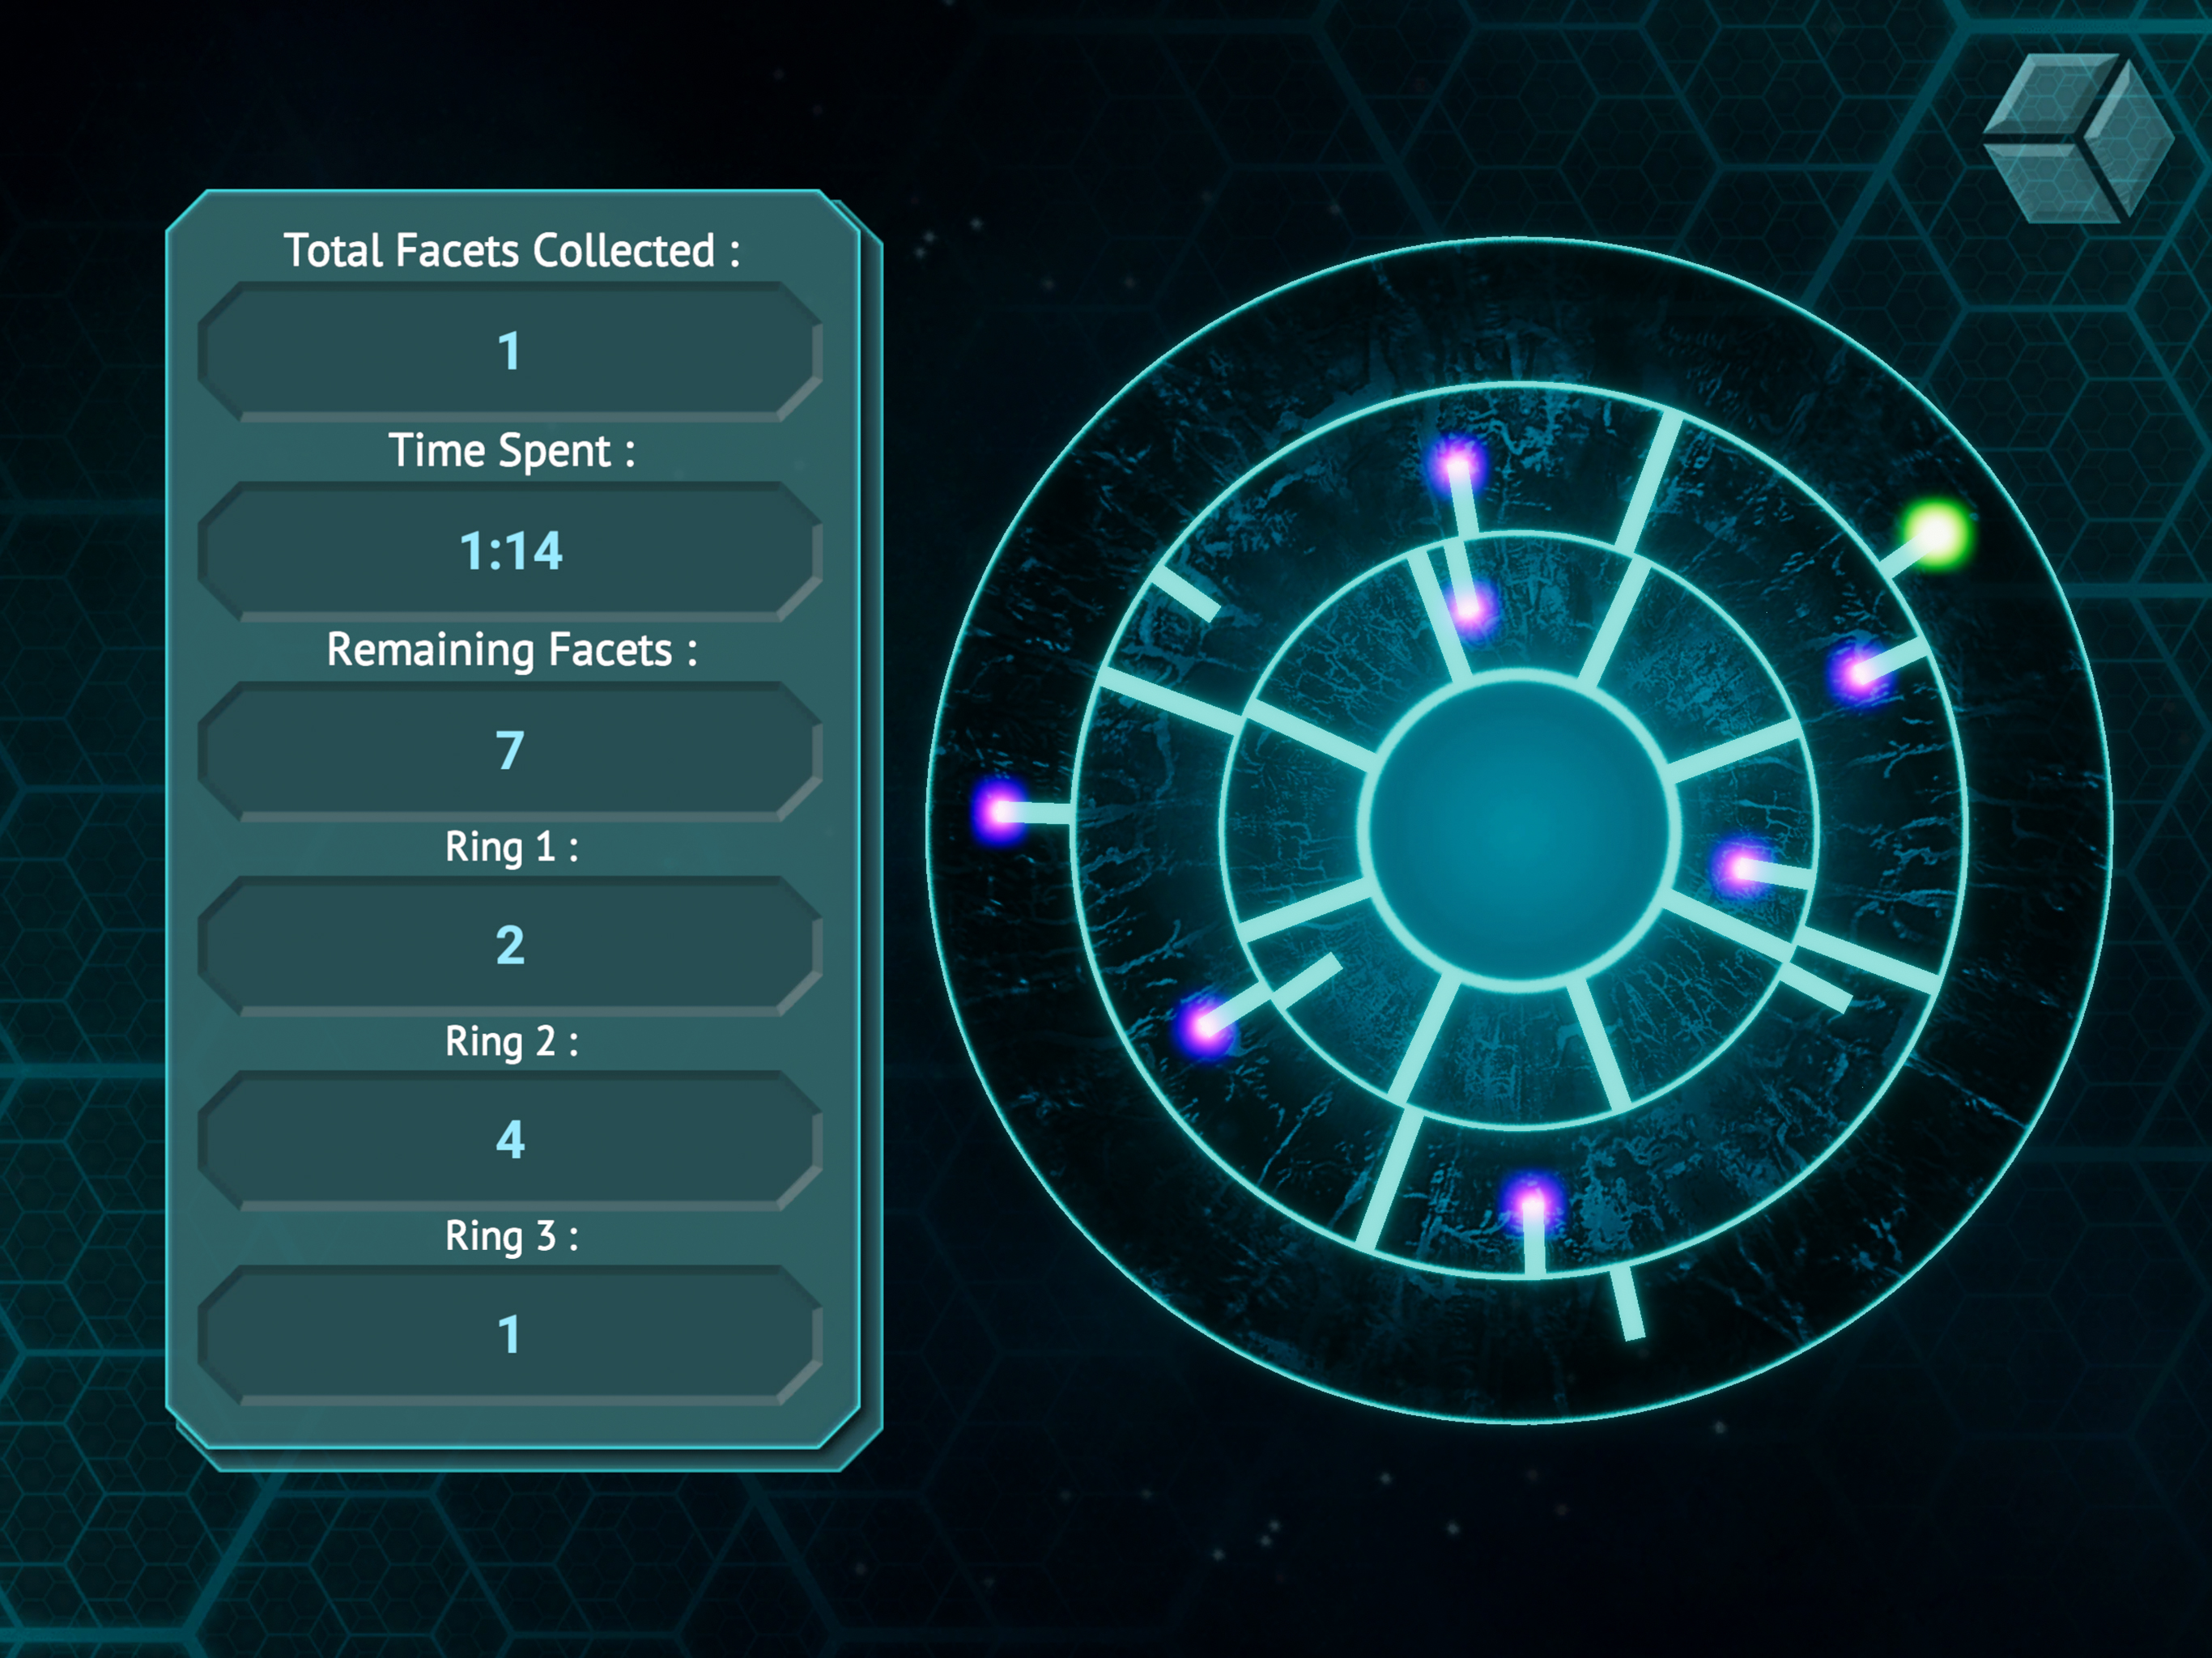 Total Facets Collected :
1
Time Spent :
1:14
Remaining Facets :
7
Ring 1 :
2
Ring 2 :
4
Ring 3 :
1